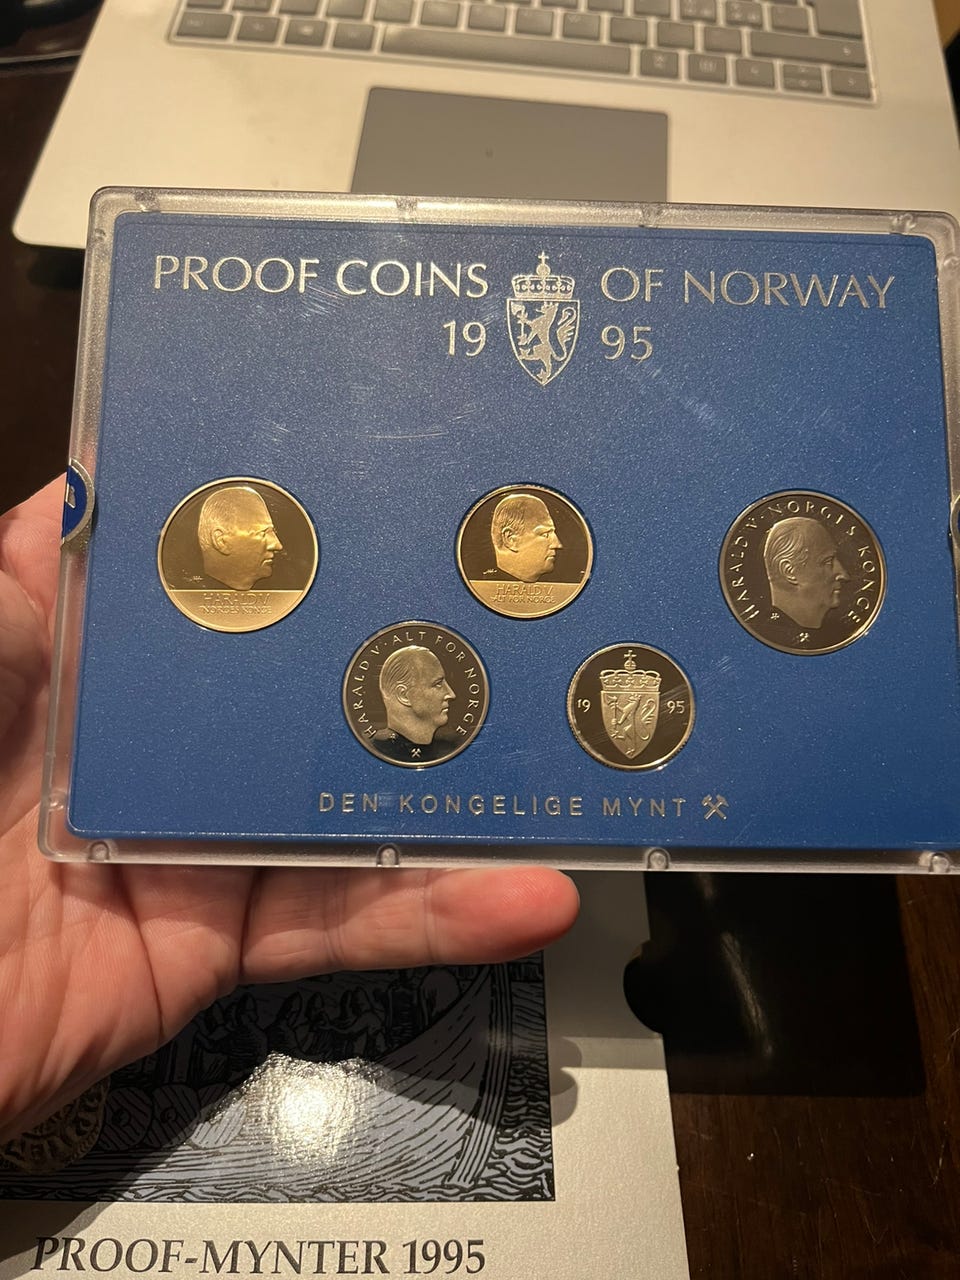 PROOF COINS OF NORWAY
19 95
HARALD V
NORGES KONGE
HARALD V
ALT FOR NORGE
HARALD V · NORGES KONGE
HARALD V · ALT FOR NORGE
19 95
DEN KONGELIGE MYNT
PROOF-MYNTER 1995